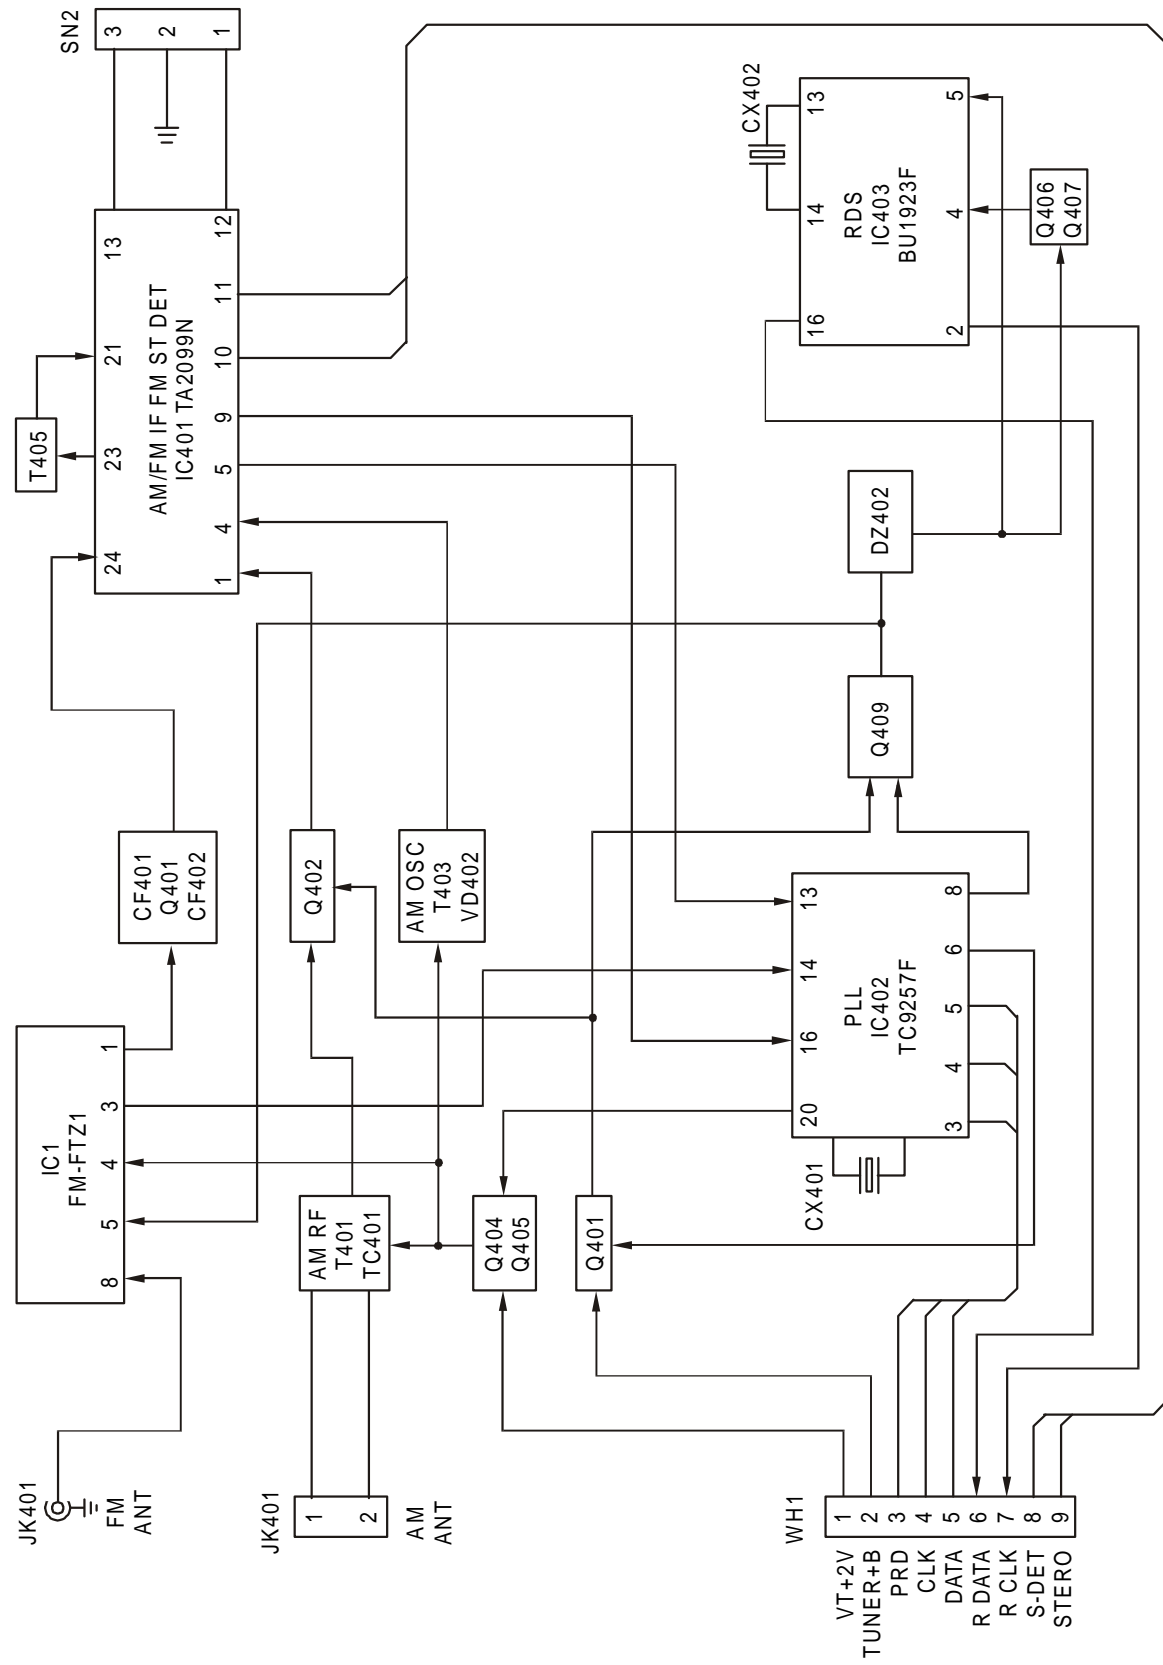 JK401
FM
ANT
IC1
FM-FTZ1
8
5
4
3
1
CF401
Q401
CF402
T405
AM/FM IF FM ST DET
IC401 TA2099N
24
23
21
13
1
4
5
9
10
11
12
SN2
3
2
1
JK401
1
2
AM
ANT
AM RF
T401
TC401
Q402
AM OSC
T403
VD402
Q404
Q405
Q401
PLL
IC402
TC9257F
20
16
14
13
3
4
5
6
8
CX401
Q409
DZ402
RDS
IC403
BU1923F
16
14
13
2
4
5
CX402
Q406
Q407
WH1
VT+2V 1
TUNER+B 2
PRD 3
CLK 4
DATA 5
R DATA 6
R CLK 7
S-DET 8
STERO 9